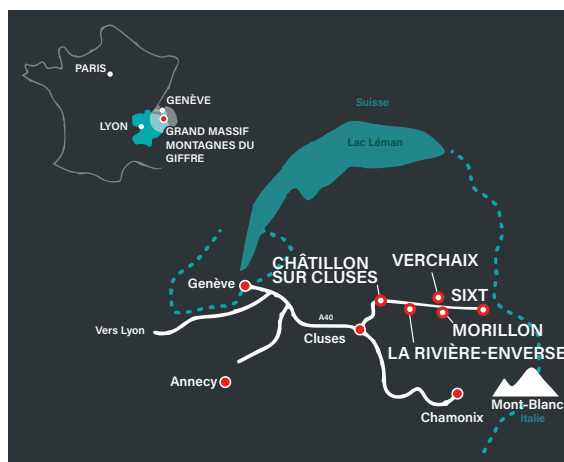 PARIS
GENÈVE
LYON
GRAND MASSIF
MONTAGNES DU
GIFFRE
Suisse
Lac Léman
CHÂTILLON
SUR CLUSES
VERCHAIX
Genève
SIXT
A40
Vers Lyon
Cluses
MORILLON
LA RIVIÈRE-ENVERSE
Annecy
Chamonix
Mont-Blanc
Italie